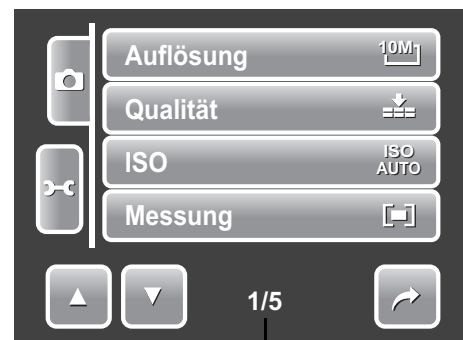 Auflösung 10M
Qualität
ISO ISO AUTO
Messung
1/5